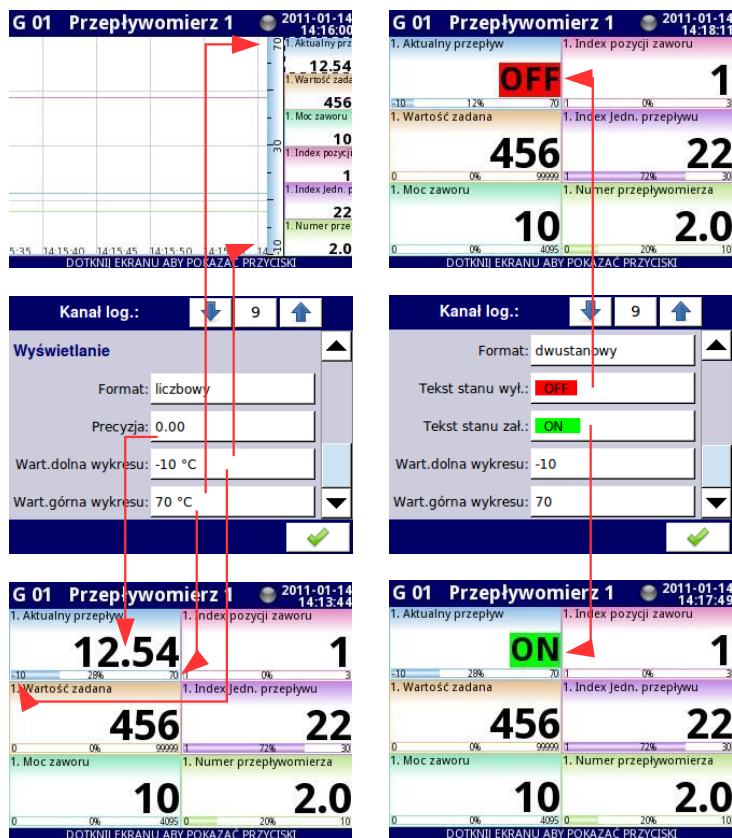 G 01 Przepływomierz 1 2011-01-14
14:16:00
70
30
-10
1. Aktualny prz
12.54
1. Wartość zada
456
1. Moc zaworu
10
1. Index pozycji
1
1. Index Jedn. p
22
1. Numer prze
2.0
5:35 14:15:40 14:15:45 14:15:50
DOTKNIJ EKRANU ABY POKAZAĆ PRZYCISKI
G 01 Przepływomierz 1 2011-01-14
14:18:11
1. Aktualny przepływ 1. Index pozycji zaworu
OFF 1
-10 12% 70 1 0% 3
1. Wartość zadana 1. Index Jedn. przepływu
456 22
0 0% 99999 1 72% 30
1. Moc zaworu 1. Numer przepływomierza
10 2.0
0 0% 4095 0 20% 10
DOTKNIJ EKRANU ABY POKAZAĆ PRZYCISKI
Kanał log.: 9
Wyświetlanie
Format: liczbowy
Precyzja: 0.00
Wart.dolna wykresu: -10 °C
Wart.górna wykresu: 70 °C
Kanał log.: 9
Format: dwustanowy
Tekst stanu wył.: OFF
Tekst stanu zał.: ON
Wart.dolna wykresu: -10
Wart.górna wykresu: 70
G 01 Przepływomierz 1 2011-01-14
14:13:44
1. Aktualny przepływ 1. Index pozycji zaworu
12.54 1
-10 28% 70 1 0% 3
1. Wartość zadana 1. Index Jedn. przepływu
456 22
0 0% 99999 1 72% 30
1. Moc zaworu 1. Numer przepływomierza
10 2.0
0 0% 4095 0 20% 10
DOTKNIJ EKRANU ABY POKAZAĆ PRZYCISKI
G 01 Przepływomierz 1 2011-01-14
14:17:49
1. Aktualny przepływ 1. Index pozycji zaworu
ON 1
-10 28% 70 1 0% 3
1. Wartość zadana 1. Index Jedn. przepływu
456 22
0 0% 99999 1 72% 30
1. Moc zaworu 1. Numer przepływomierza
10 2.0
0 0% 4095 0 20% 10
DOTKNIJ EKRANU ABY POKAZAĆ PRZYCISKI